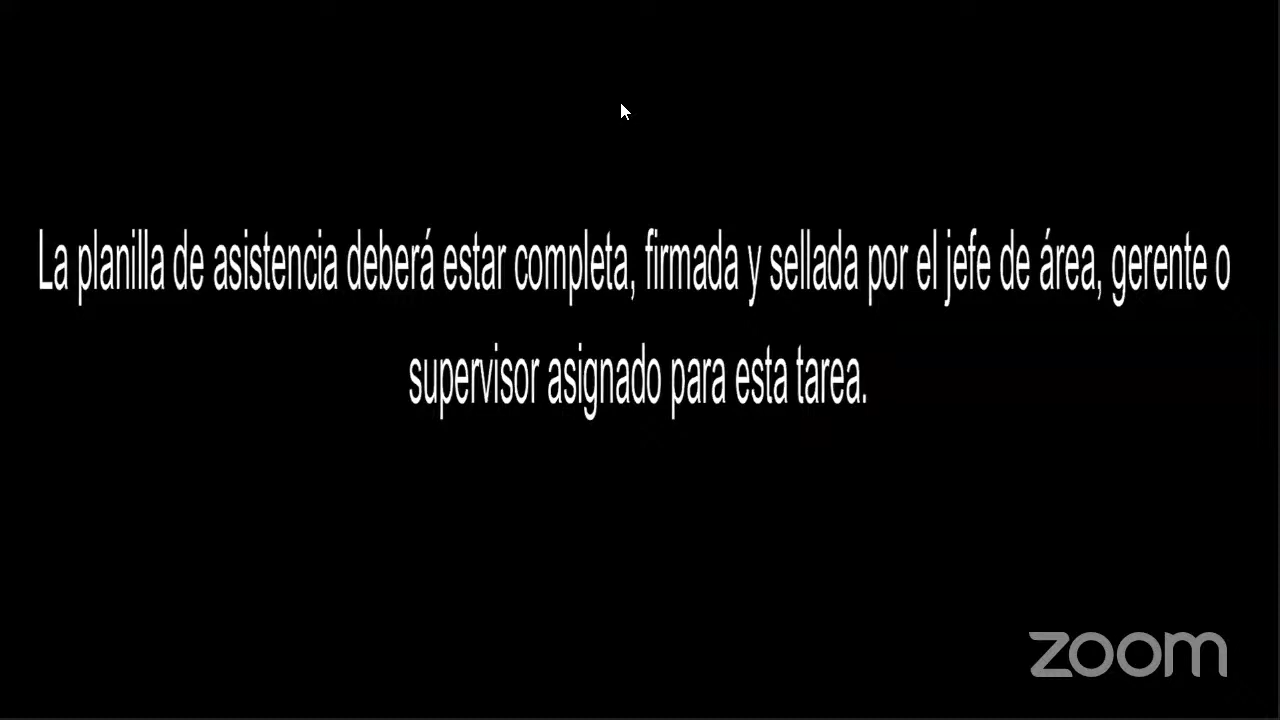 La planilla de asistencia deberá estar completa, firmada y sellada por el jefe de área, gerente o
supervisor asignado para esta tarea.
zoom